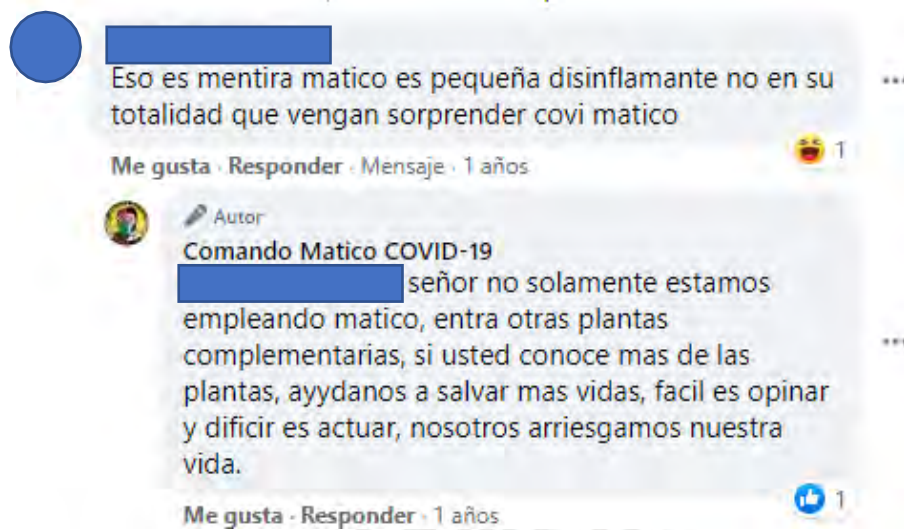 Eso es mentira matico es pequeña disinflamante no en su
totalidad que vengan sorprender covi matico
1
Me gusta · Responder · Mensaje · 1 años
Autor
Comando Matico COVID-19
señor no solamente estamos
empleando matico, entra otras plantas
complementarias, si usted conoce mas de las
plantas, ayydanos a salvar mas vidas, facil es opinar
y dificir es actuar, nosotros arriesgamos nuestra
vida.
1
Me gusta · Responder · 1 años